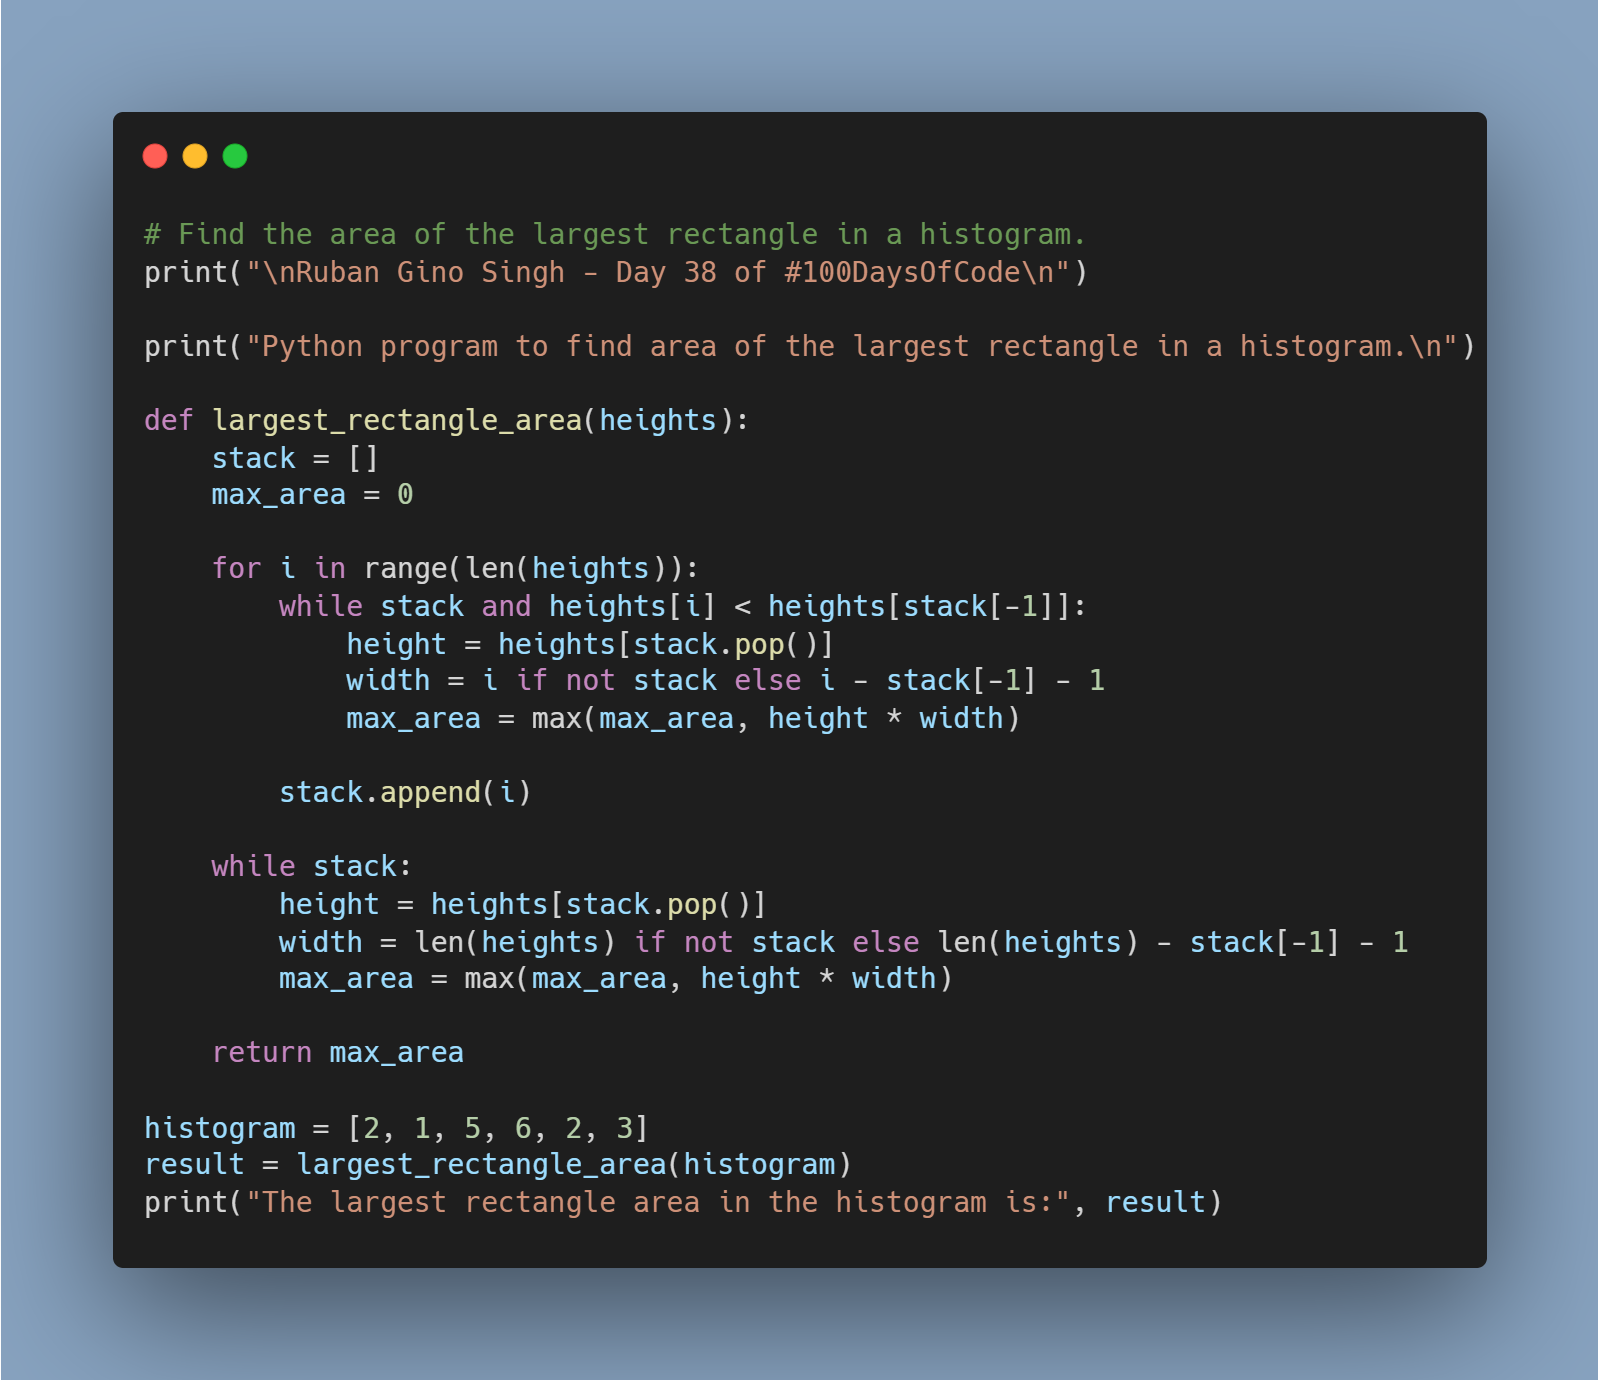 # Find the area of the largest rectangle in a histogram.
print("\nRuban Gino Singh - Day 38 of #100DaysOfCode\n")

print("Python program to find area of the largest rectangle in a histogram.\n")

def largest_rectangle_area(heights):
    stack = []
    max_area = 0

    for i in range(len(heights)):
        while stack and heights[i] < heights[stack[-1]]:
            height = heights[stack.pop()]
            width = i if not stack else i - stack[-1] - 1
            max_area = max(max_area, height * width)

        stack.append(i)

    while stack:
        height = heights[stack.pop()]
        width = len(heights) if not stack else len(heights) - stack[-1] - 1
        max_area = max(max_area, height * width)

    return max_area

histogram = [2, 1, 5, 6, 2, 3]
result = largest_rectangle_area(histogram)
print("The largest rectangle area in the histogram is:", result)